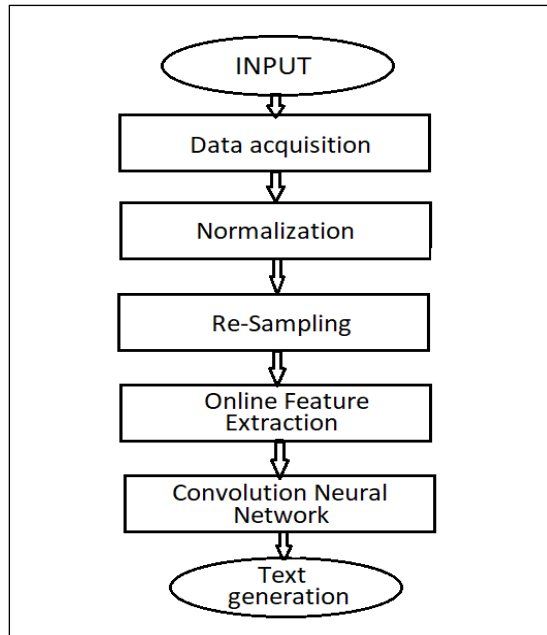 INPUT
Data acquisition
Normalization
Re-Sampling
Online Feature
Extraction
Convolution Neural
Network
Text
generation